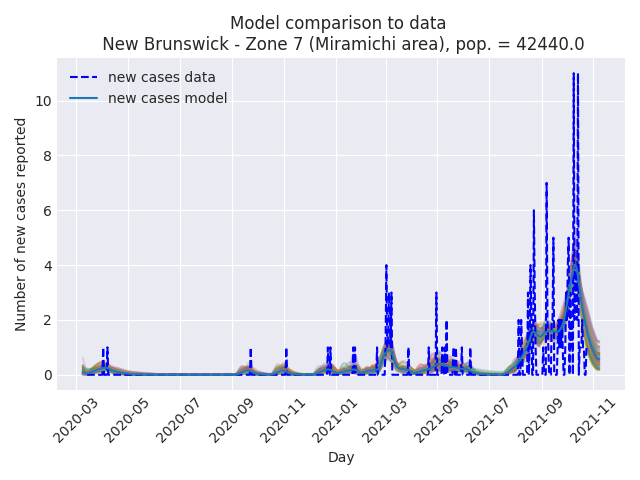 Model comparison to data
New Brunswick - Zone 7 (Miramichi area), pop. = 42440.0
new cases data
new cases model
Number of new cases reported
10
8
6
4
2
0
2020-03
2020-05
2020-07
2020-09
2020-11
2021-01
2021-03
2021-05
2021-07
2021-09
2021-11
Day